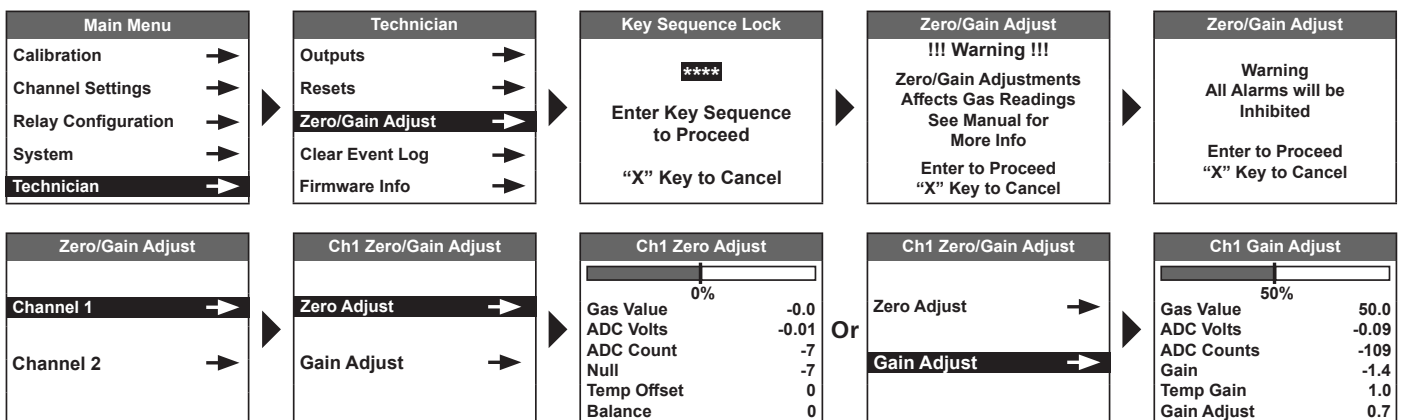 Main Menu
Calibration
Channel Settings
Relay Configuration
System
Technician
Technician
Outputs
Resets
Zero/Gain Adjust
Clear Event Log
Firmware Info
Key Sequence Lock
****
Enter Key Sequence
to Proceed
“X” Key to Cancel
Zero/Gain Adjust
!!! Warning !!!
Zero/Gain Adjustments
Affects Gas Readings
See Manual for
More Info
Enter to Proceed
“X” Key to Cancel
Zero/Gain Adjust
Warning
All Alarms will be
Inhibited
Enter to Proceed
“X” Key to Cancel
Zero/Gain Adjust
Channel 1
Channel 2
Ch1 Zero/Gain Adjust
Zero Adjust
Gain Adjust
Ch1 Zero Adjust
0%
Gas Value -0.0
ADC Volts -0.01
ADC Count -7
Null -7
Temp Offset 0
Balance 0
Or
Ch1 Zero/Gain Adjust
Zero Adjust
Gain Adjust
Ch1 Gain Adjust
50%
Gas Value 50.0
ADC Volts -0.09
ADC Counts -109
Gain -1.4
Temp Gain 1.0
Gain Adjust 0.7